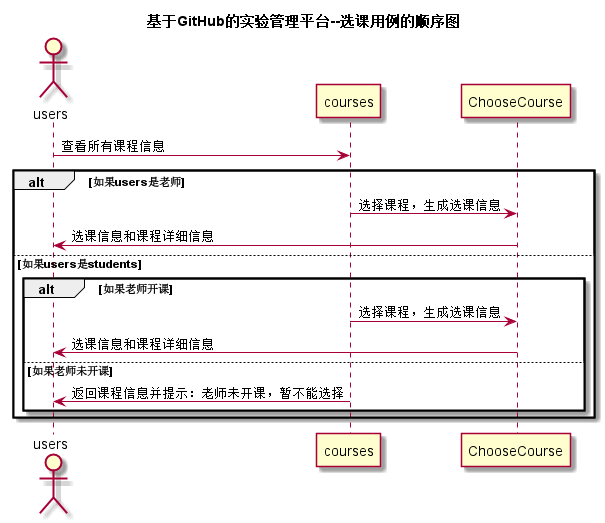 基于GitHub的实验管理平台--选课用例的顺序图
users
courses
ChooseCourse
查看所有课程信息
alt
[如果users是老师]
选择课程，生成选课信息
选课信息和课程详细信息
[如果users是students]
alt
[如果老师开课]
选择课程，生成选课信息
选课信息和课程详细信息
[如果老师未开课]
返回课程信息并提示：老师未开课，暂不能选择
users
courses
ChooseCourse